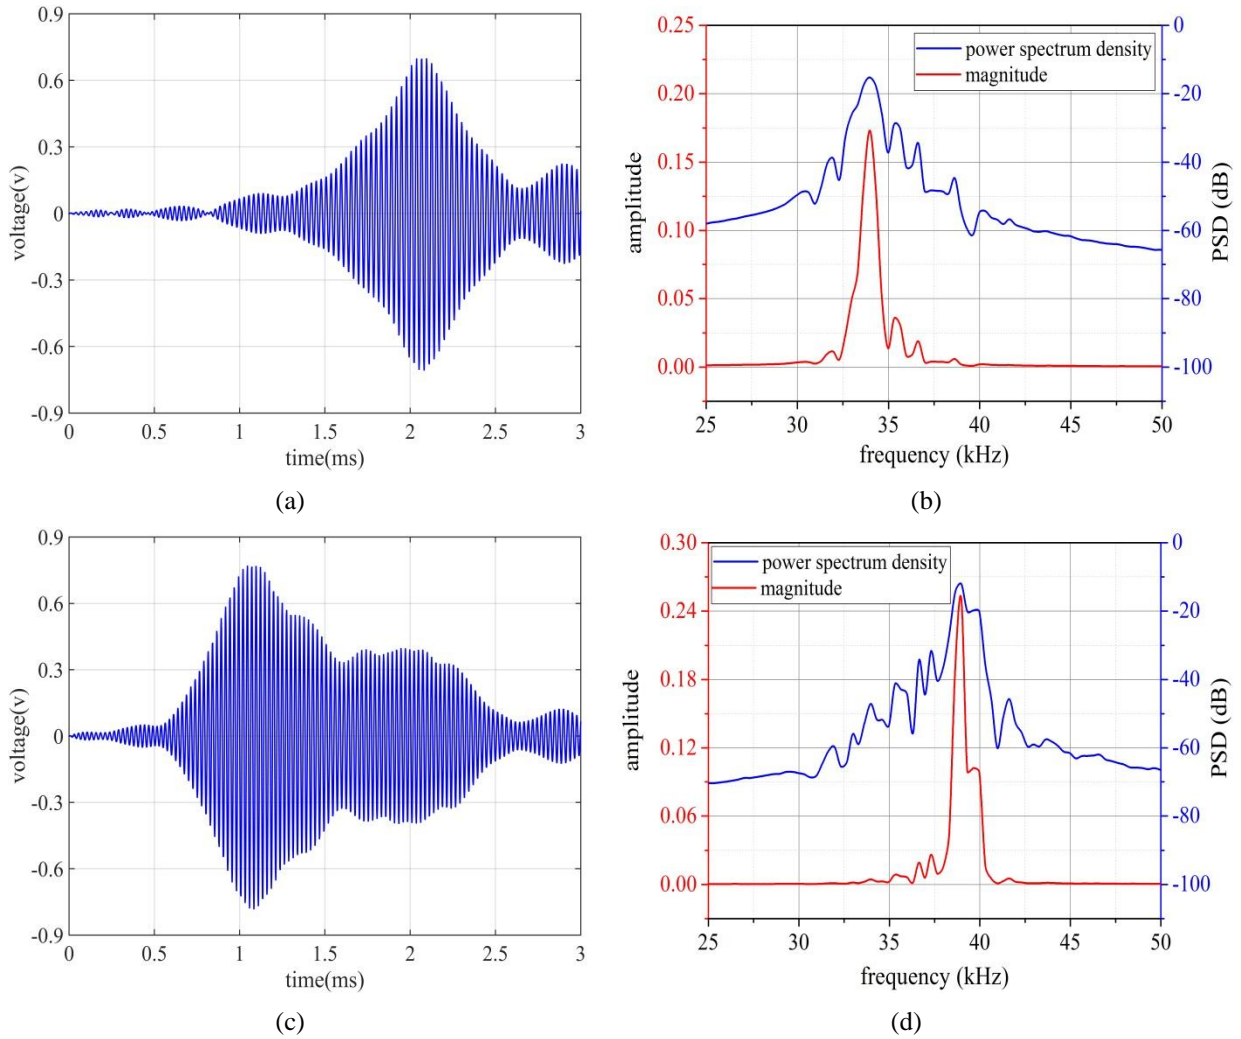 0.9
0.6
0.3
0
-0.3
-0.6
-0.9
voltage(v)
0 0.5 1 1.5 2 2.5 3
time(ms)
(a)
0.25
0.20
0.15
0.10
0.05
0.00
amplitude
power spectrum density
magnitude
0
-20
-40
-60
-80
-100
PSD (dB)
25 30 35 40 45 50
frequency (kHz)
(b)
0.9
0.6
0.3
0
-0.3
-0.6
-0.9
voltage(v)
0 0.5 1 1.5 2 2.5 3
time(ms)
(c)
0.30
0.24
0.18
0.12
0.06
0.00
amplitude
power spectrum density
magnitude
0
-20
-40
-60
-80
-100
PSD (dB)
25 30 35 40 45 50
frequency (kHz)
(d)